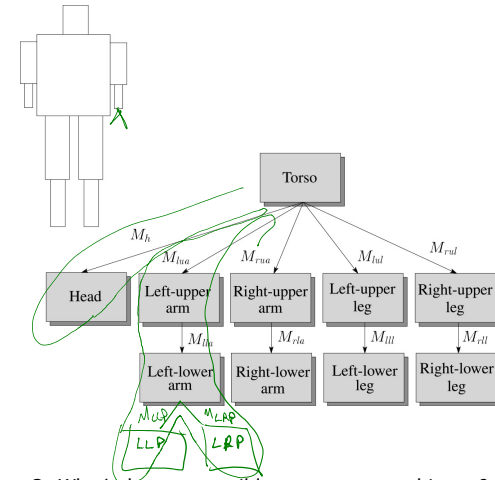 Torso
M_h
M_lua
M_rua
M_lul
M_rul
Head
Left-upper
arm
Right-upper
arm
Left-upper
leg
Right-upper
leg
M_lla
M_rla
M_lll
M_rll
Left-lower
arm
Right-lower
arm
Left-lower
leg
Right-lower
leg
M_LLP
M_LRP
LLP
LRP